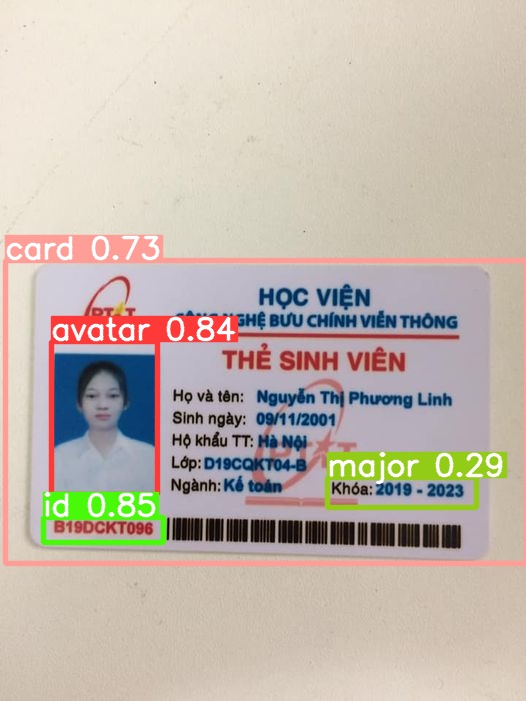 card 0.73
HỌC VIỆN
NGHỆ BƯU CHÍNH VIỄN THÔNG
avatar 0.84
THẺ SINH VIÊN
Họ và tên: Nguyễn Thị Phương Linh
Sinh ngày: 09/11/2001
Hộ khẩu TT: Hà Nội
Lớp: D19CQKT04-B
major 0.29
Ngành: Kế toán
Khóa: 2019 - 2023
id 0.85
B19DCKT096